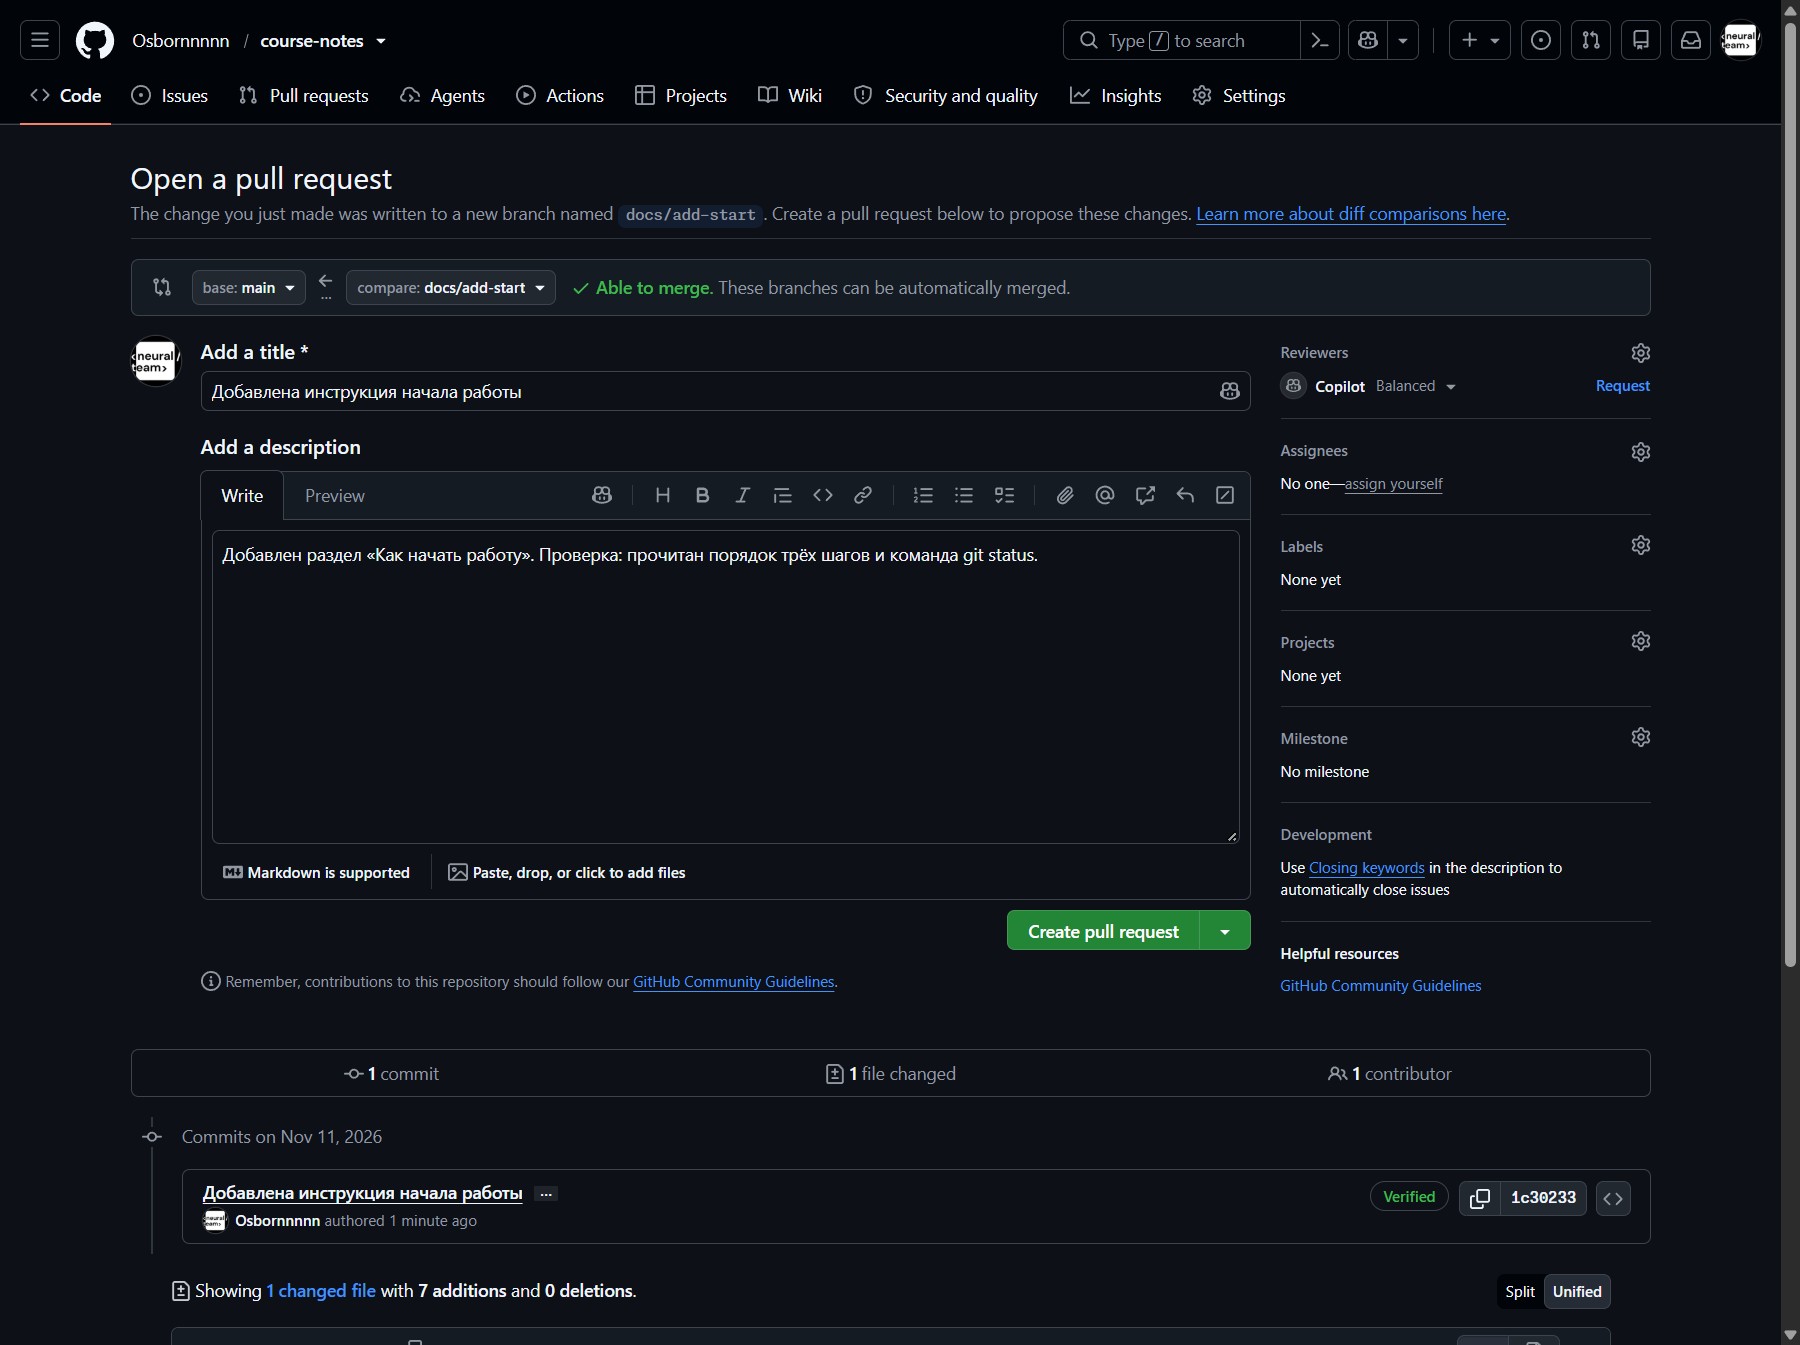 Osbornnnnn / course-notes
Type / to search
<neural/
team>
Code
Issues
Pull requests
Agents
Actions
Projects
Wiki
Security and quality
Insights
Settings
Open a pull request
The change you just made was written to a new branch named docs/add-start. Create a pull request below to propose these changes. Learn more about diff comparisons here.
base: main
compare: docs/add-start
Able to merge. These branches can be automatically merged.
<neural/
team>
Add a title *
Добавлена инструкция начала работы
Add a description
Write
Preview
Добавлен раздел «Как начать работу». Проверка: прочитан порядок трёх шагов и команда git status.
Markdown is supported
Paste, drop, or click to add files
Create pull request
Remember, contributions to this repository should follow our GitHub Community Guidelines.
Reviewers
Copilot Balanced
Request
Assignees
No one—assign yourself
Labels
None yet
Projects
None yet
Milestone
No milestone
Development
Use Closing keywords in the description to
automatically close issues
Helpful resources
GitHub Community Guidelines
1 commit
1 file changed
1 contributor
Commits on Nov 11, 2026
Добавлена инструкция начала работы
Verified
1c30233
<neural/
team>
Osbornnnnn authored 1 minute ago
Showing 1 changed file with 7 additions and 0 deletions.
Split
Unified